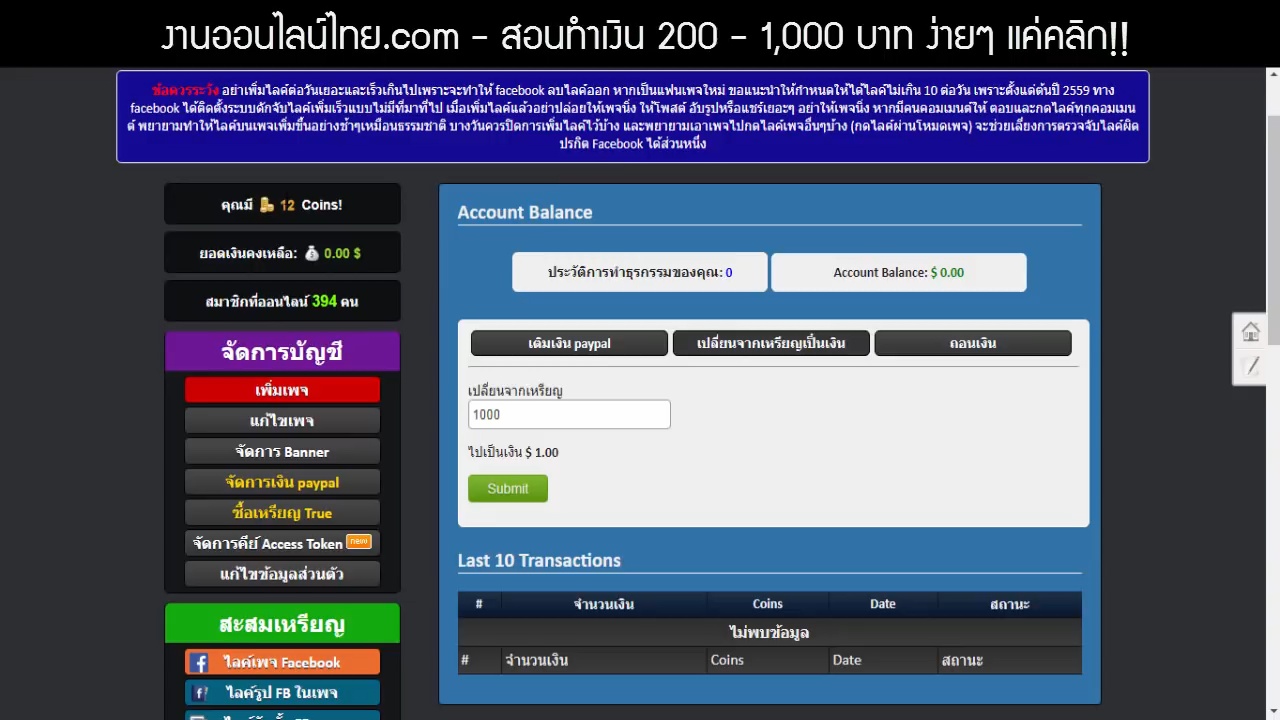 งานออนไลน์ไทย.com - สอนทำเงิน 200 - 1,000 บาท ง่ายๆ แค่คลิก!!
ข้อควรระวัง อย่าเพิ่มไลค์ต่อวันเยอะและเร็วเกินไปเพราะจะทำให้ facebook ลบไลค์ออก หากเป็นแฟนเพจใหม่ ขอแนะนำให้กำหนดให้ได้ไลค์ไม่เกิน 10 ต่อวัน เพราะตั้งแต่ต้นปี 2559 ทาง
facebook ได้ติดตั้งระบบดักจับไลค์เพิ่มเร็วแบบไม่มีที่มาที่ไป เมื่อเพิ่มไลค์แล้วอย่าปล่อยให้เพจนิ่ง ให้โพสต์ อับรูปหรือแชร์เยอะๆ อย่าให้เพจนิ่ง หากมีคนคอมเมนต์ให้ ตอบและกดไลค์ทุกคอมเมน
ต์ พยายามทำให้ไลค์บนเพจเพิ่มขึ้นอย่างช้าๆเหมือนธรรมชาติ บางวันควรปิดการเพิ่มไลค์ไว้บ้าง และพยายามเอาเพจไปกดไลค์เพจอื่นๆบ้าง (กดไลค์ผ่านโหมดเพจ) จะช่วยเลี่ยงการตรวจจับไลค์ผิด
ปรกติ Facebook ได้ส่วนหนึ่ง
คุณมี 12 Coins!
ยอดเงินคงเหลือ: 0.00 $
สมาชิกที่ออนไลน์ 394 คน
จัดการบัญชี
เพิ่มเพจ
แก้ไขเพจ
จัดการ Banner
จัดการเงิน paypal
ซื้อเหรียญ True
จัดการคีย์ Access Token new
แก้ไขข้อมูลส่วนตัว
สะสมเหรียญ
ไลค์เพจ Facebook
ไลค์รูป FB ในเพจ
Account Balance
ประวัติการทำธุรกรรมของคุณ: 0
Account Balance: $ 0.00
เติมเงิน paypal
เปลี่ยนจากเหรียญเป็นเงิน
ถอนเงิน
เปลี่ยนจากเหรียญ
1000
ไปเป็นเงิน $ 1.00
Submit
Last 10 Transactions
# จำนวนเงิน Coins Date สถานะ
ไม่พบข้อมูล
# จำนวนเงิน Coins Date สถานะ